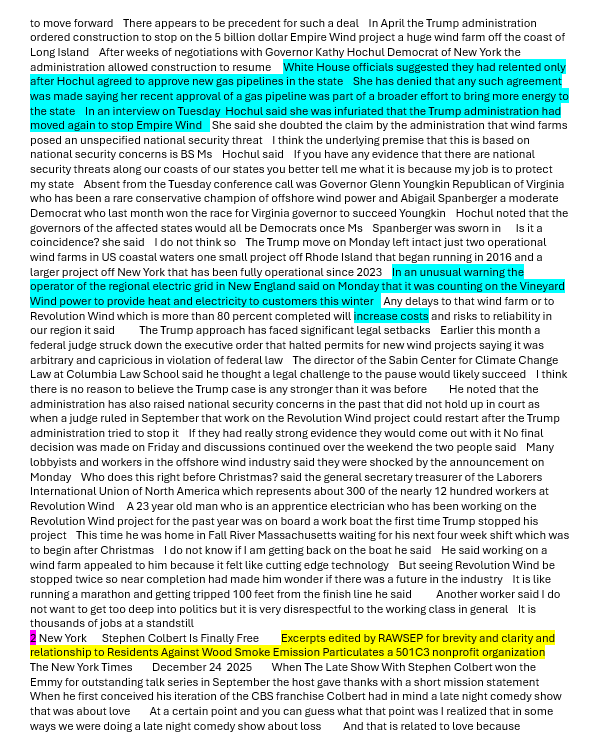 to move forward    There appears to be precedent for such a deal    In April the Trump administration
ordered construction to stop on the 5 billion dollar Empire Wind project a huge wind farm off the coast of
Long Island    After weeks of negotiations with Governor Kathy Hochul Democrat of New York the
administration allowed construction to resume    White House officials suggested they had relented only
after Hochul agreed to approve new gas pipelines in the state    She has denied that any such agreement
was made saying her recent approval of a gas pipeline was part of a broader effort to bring more energy to
the state    In an interview on Tuesday  Hochul said she was infuriated that the Trump administration had
moved again to stop Empire Wind    She said she doubted the claim by the administration that wind farms
posed an unspecified national security threat    I think the underlying premise that this is based on
national security concerns is BS Ms    Hochul said    If you have any evidence that there are national
security threats along our coasts of our states you better tell me what it is because my job is to protect
my state    Absent from the Tuesday conference call was Governor Glenn Youngkin Republican of Virginia
who has been a rare conservative champion of offshore wind power and Abigail Spanberger a moderate
Democrat who last month won the race for Virginia governor to succeed Youngkin    Hochul noted that the
governors of the affected states would all be Democrats once Ms    Spanberger was sworn in    Is it a
coincidence? she said    I do not think so    The Trump move on Monday left intact just two operational
wind farms in US coastal waters one small project off Rhode Island that began running in 2016 and a
larger project off New York that has been fully operational since 2023    In an unusual warning the
operator of the regional electric grid in New England said on Monday that it was counting on the Vineyard
Wind power to provide heat and electricity to customers this winter    Any delays to that wind farm or to
Revolution Wind which is more than 80 percent completed will increase costs and risks to reliability in
our region it said        The Trump approach has faced significant legal setbacks    Earlier this month a
federal judge struck down the executive order that halted permits for new wind projects saying it was
arbitrary and capricious in violation of federal law    The director of the Sabin Center for Climate Change
Law at Columbia Law School said he thought a legal challenge to the pause would likely succeed    I think
there is no reason to believe the Trump case is any stronger than it was before        He noted that the
administration has also raised national security concerns in the past that did not hold up in court as
when a judge ruled in September that work on the Revolution Wind project could restart after the Trump
administration tried to stop it    If they had really strong evidence they would come out with it No final
decision was made on Friday and discussions continued over the weekend the two people said    Many
lobbyists and workers in the offshore wind industry said they were shocked by the announcement on
Monday    Who does this right before Christmas? said the general secretary treasurer of the Laborers
International Union of North America which represents about 300 of the nearly 12 hundred workers at
Revolution Wind    A 23 year old man who is an apprentice electrician who has been working on the
Revolution Wind project for the past year was on board a work boat the first time Trump stopped his
project    This time he was home in Fall River Massachusetts waiting for his next four week shift which was
to begin after Christmas    I do not know if I am getting back on the boat he said    He said working on a
wind farm appealed to him because it felt like cutting edge technology    But seeing Revolution Wind be
stopped twice so near completion had made him wonder if there was a future in the industry    It is like
running a marathon and getting tripped 100 feet from the finish line he said        Another worker said I do
not want to get too deep into politics but it is very disrespectful to the working class in general    It is
thousands of jobs at a standstill
2 New York    Stephen Colbert Is Finally Free        Excerpts edited by RAWSEP for brevity and clarity and
relationship to Residents Against Wood Smoke Emission Particulates a 501C3 nonprofit organization
The New York Times        December 24  2025        When The Late Show With Stephen Colbert won the
Emmy for outstanding talk series in September the host gave thanks with a short mission statement
When he first conceived his iteration of the CBS franchise Colbert had in mind a late night comedy show
that was about love        At a certain point and you can guess what that point was I realized that in some
ways we were doing a late night comedy show about loss        And that is related to love because